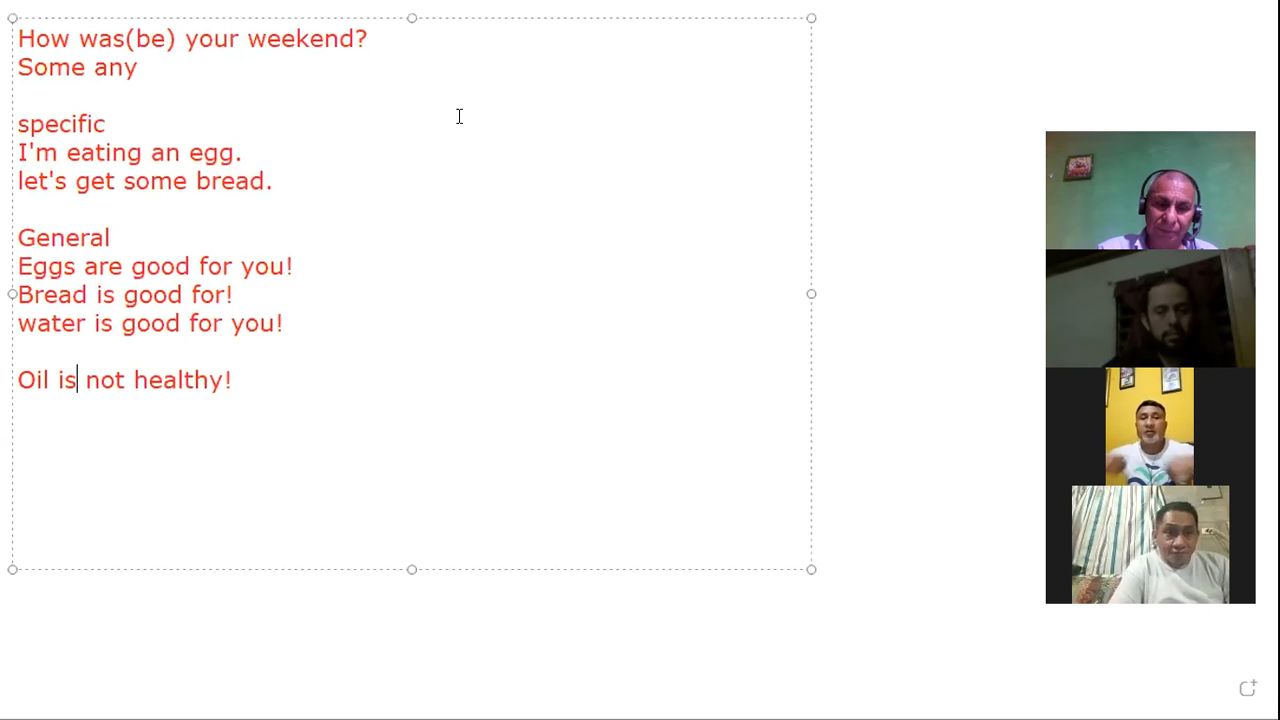 How was(be) your weekend?
Some any
specific
I'm eating an egg.
let's get some bread.
General
Eggs are good for you!
Bread is good for!
water is good for you!
Oil is not healthy!